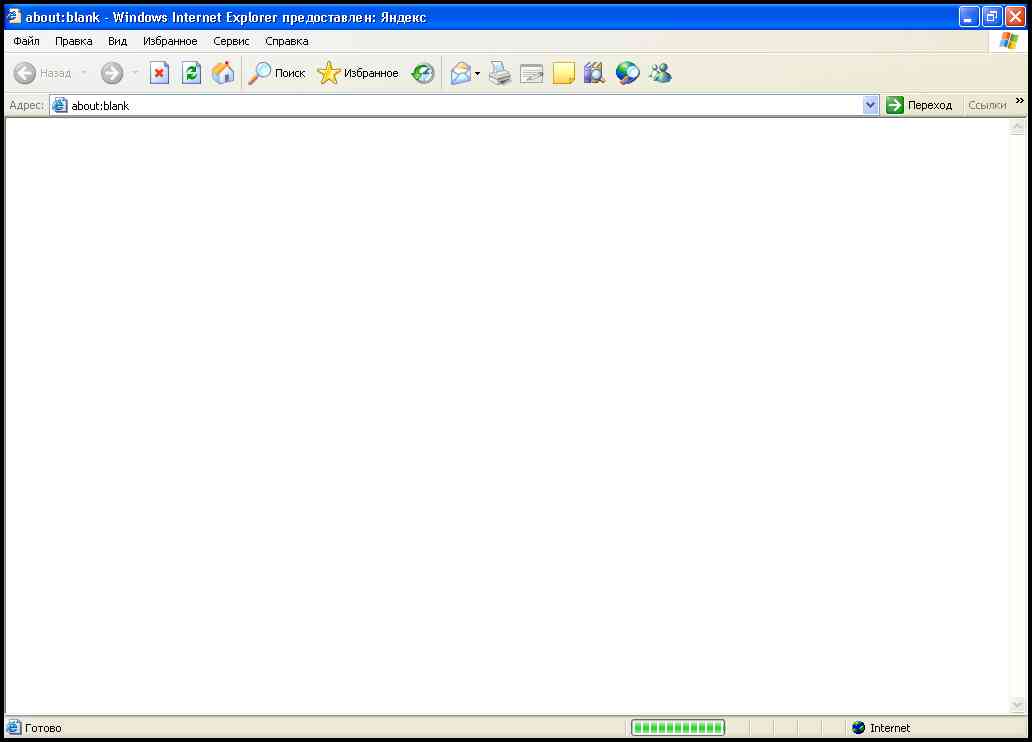 about:blank - Windows Internet Explorer предоставлен: Яндекс
Файл Правка Вид Избранное Сервис Справка
Назад Поиск Избранное
Адрес: about:blank Переход Ссылки »
Готово Internet